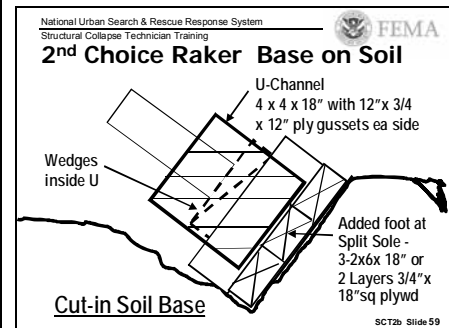 National Urban Search & Rescue Response System
Structural Collapse Technician Training
FEMA
2nd Choice Raker Base on Soil
U-Channel
4 x 4 x 18" with 12"x 3/4
x 12" ply gussets ea side
Wedges
inside U
Added foot at
Split Sole -
3-2x6x 18" or
2 Layers 3/4"x
18"sq plywd
Cut-in Soil Base
SCT2b Slide 59